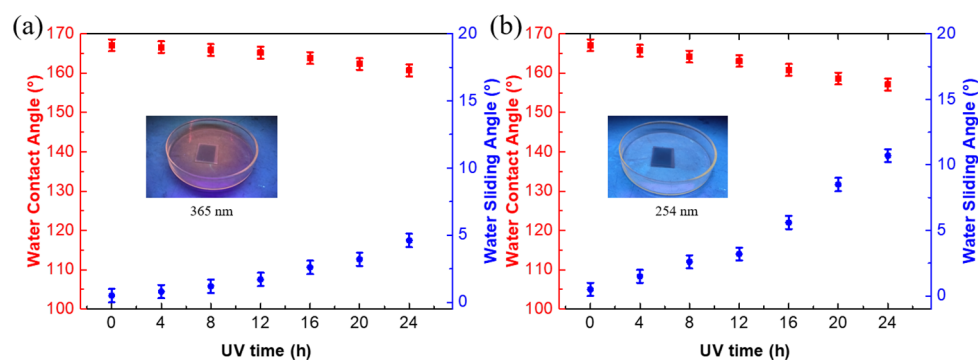 (a)
170
160
150
140
130
120
110
100
Water Contact Angle (°)
20
15
10
5
0
Water Sliding Angle (°)
365 nm
0 4 8 12 16 20 24
UV time (h)
(b)
170
160
150
140
130
120
110
100
Water Contact Angle (°)
20
15
10
5
0
Water Sliding Angle (°)
254 nm
0 4 8 12 16 20 24
UV time (h)